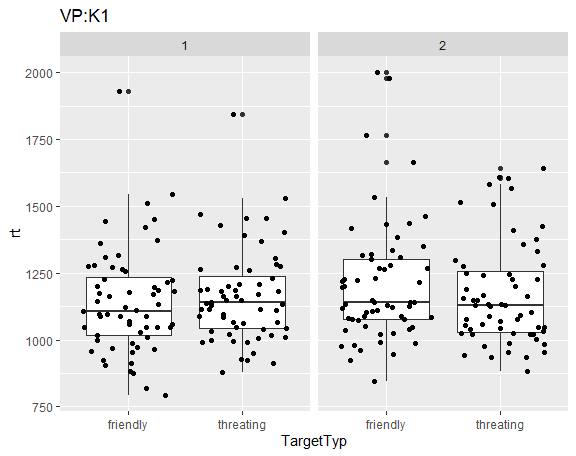 VP:K1
1
2
rt
2000
1750
1500
1250
1000
750
friendly
threating
friendly
threating
TargetTyp